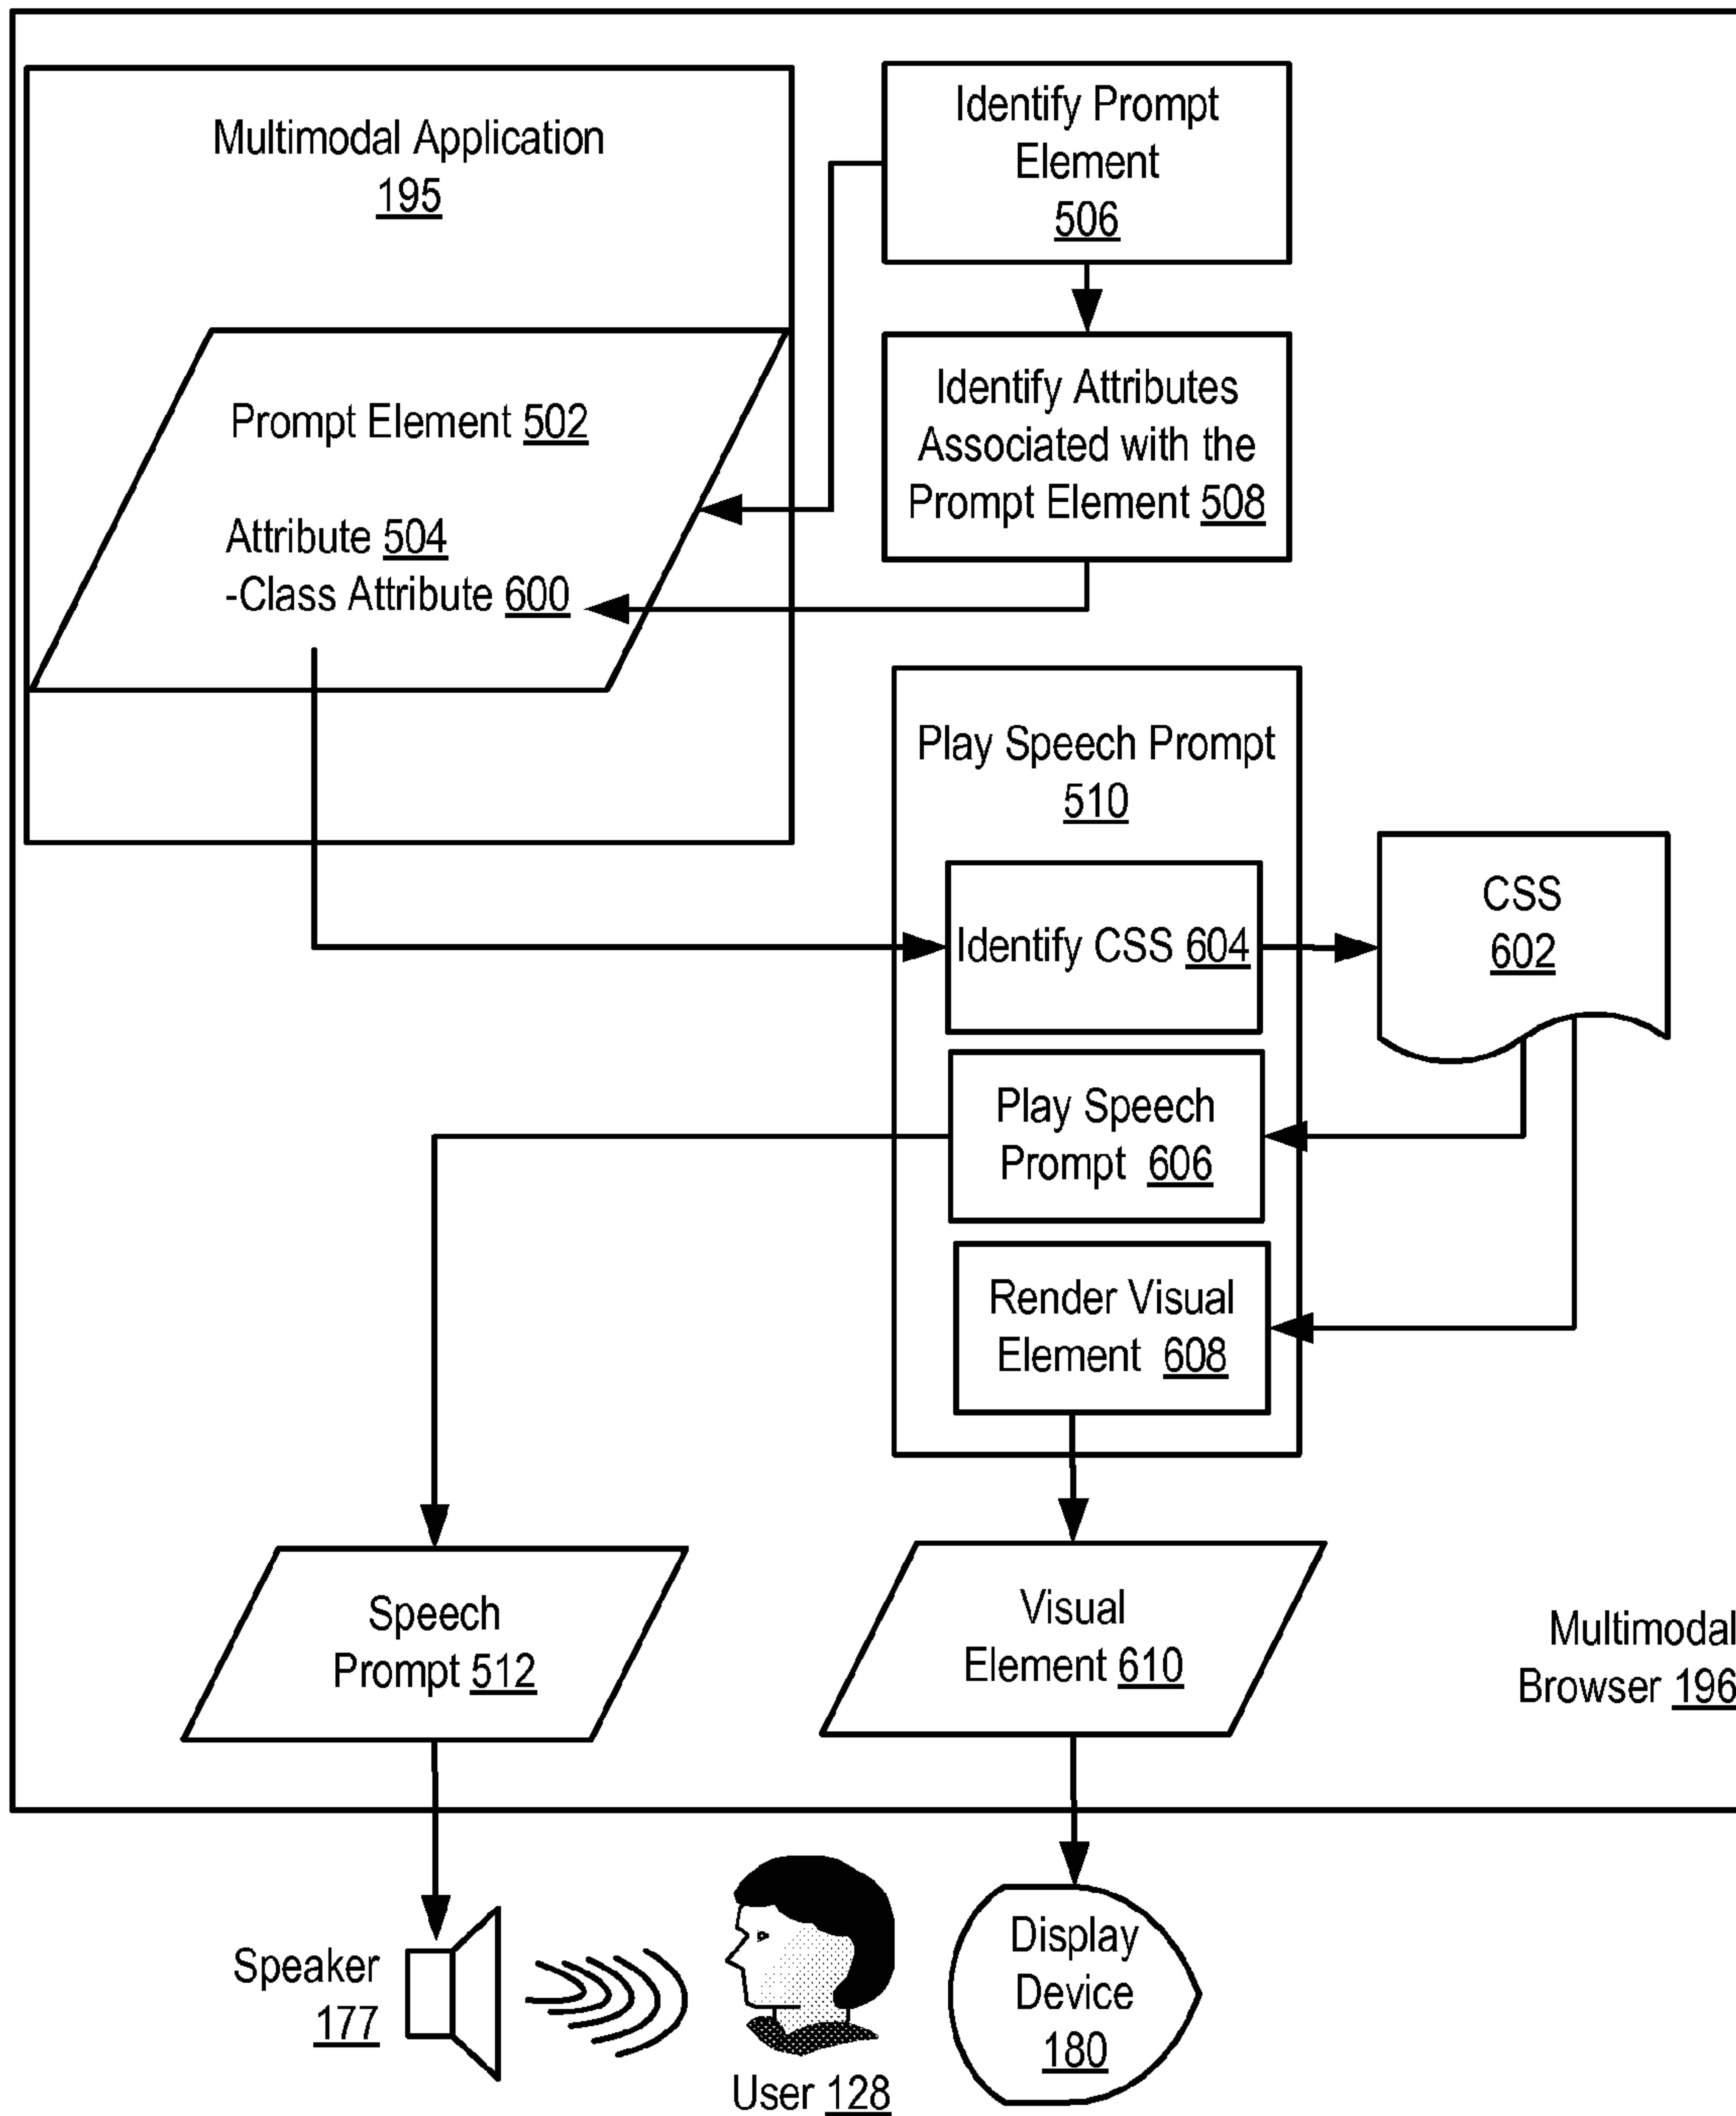 Multimodal Application
195
Identify Prompt
Element
506
Identify Attributes
Associated with the
Prompt Element 508
Prompt Element 502
Attribute 504
-Class Attribute 600
Play Speech Prompt
510
Identify CSS 604
CSS
602
Play Speech
Prompt 606
Render Visual
Element 608
Speech
Prompt 512
Visual
Element 610
Multimodal
Browser 196
Speaker
177
User 128
Display
Device
180